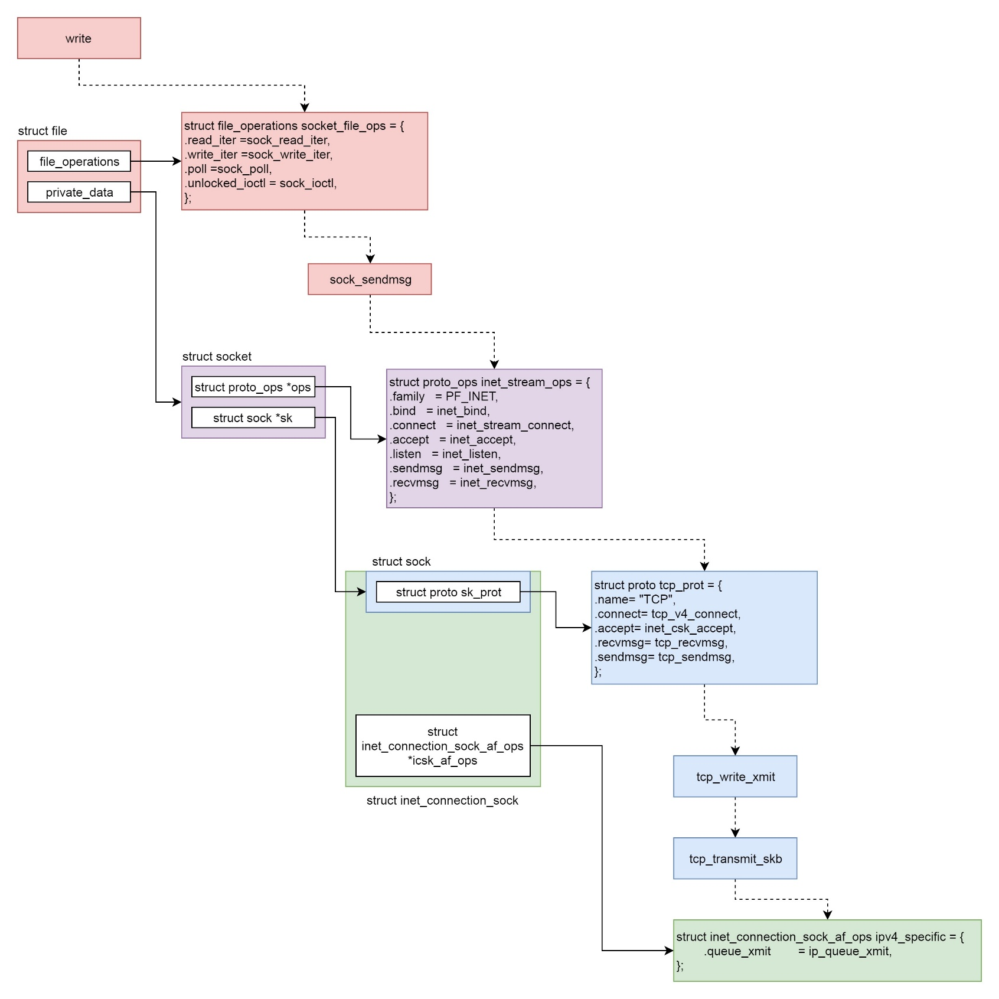 write
struct file
file_operations
private_data
struct file_operations socket_file_ops = {
.read_iter =sock_read_iter,
.write_iter =sock_write_iter,
.poll =sock_poll,
.unlocked_ioctl = sock_ioctl,
};
sock_sendmsg
struct socket
struct proto_ops *ops
struct sock *sk
struct proto_ops inet_stream_ops = {
.family   = PF_INET,
.bind   = inet_bind,
.connect   = inet_stream_connect,
.accept   = inet_accept,
.listen   = inet_listen,
.sendmsg   = inet_sendmsg,
.recvmsg   = inet_recvmsg,
};
struct sock
struct proto sk_prot
struct
inet_connection_sock_af_ops
*icsk_af_ops
struct inet_connection_sock
struct proto tcp_prot = {
.name= "TCP",
.connect= tcp_v4_connect,
.accept= inet_csk_accept,
.recvmsg= tcp_recvmsg,
.sendmsg= tcp_sendmsg,
};
tcp_write_xmit
tcp_transmit_skb
struct inet_connection_sock_af_ops ipv4_specific = {
.queue_xmit        = ip_queue_xmit,
};